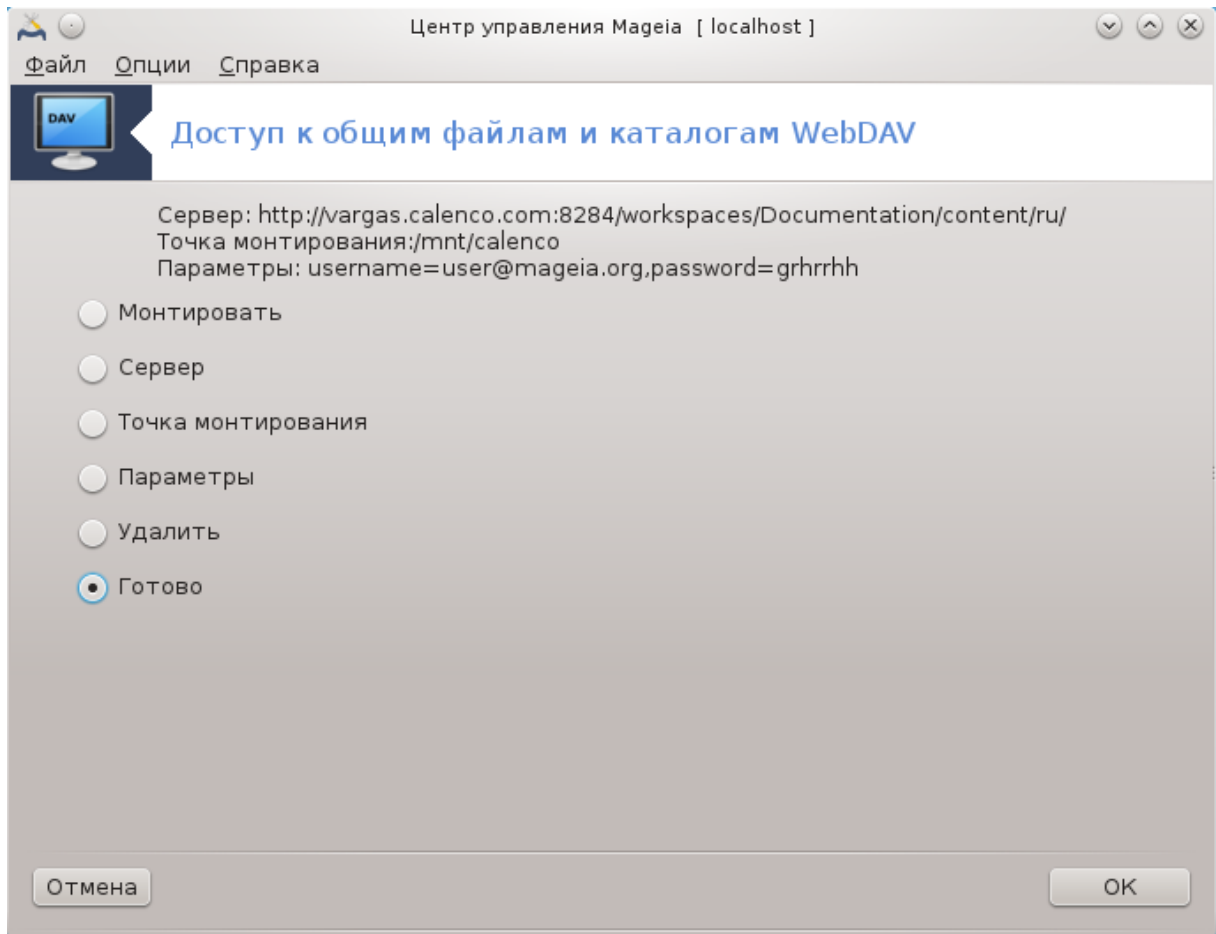 Центр управления Mageia [ localhost ]
Файл Опции Справка
DAV
Доступ к общим файлам и каталогам WebDAV
Сервер: http://vargas.calenco.com:8284/workspaces/Documentation/content/ru/
Точка монтирования:/mnt/calenco
Параметры: username=user@mageia.org,password=grhrrhh
Монтировать
Сервер
Точка монтирования
Параметры
Удалить
Готово
Отмена
OK